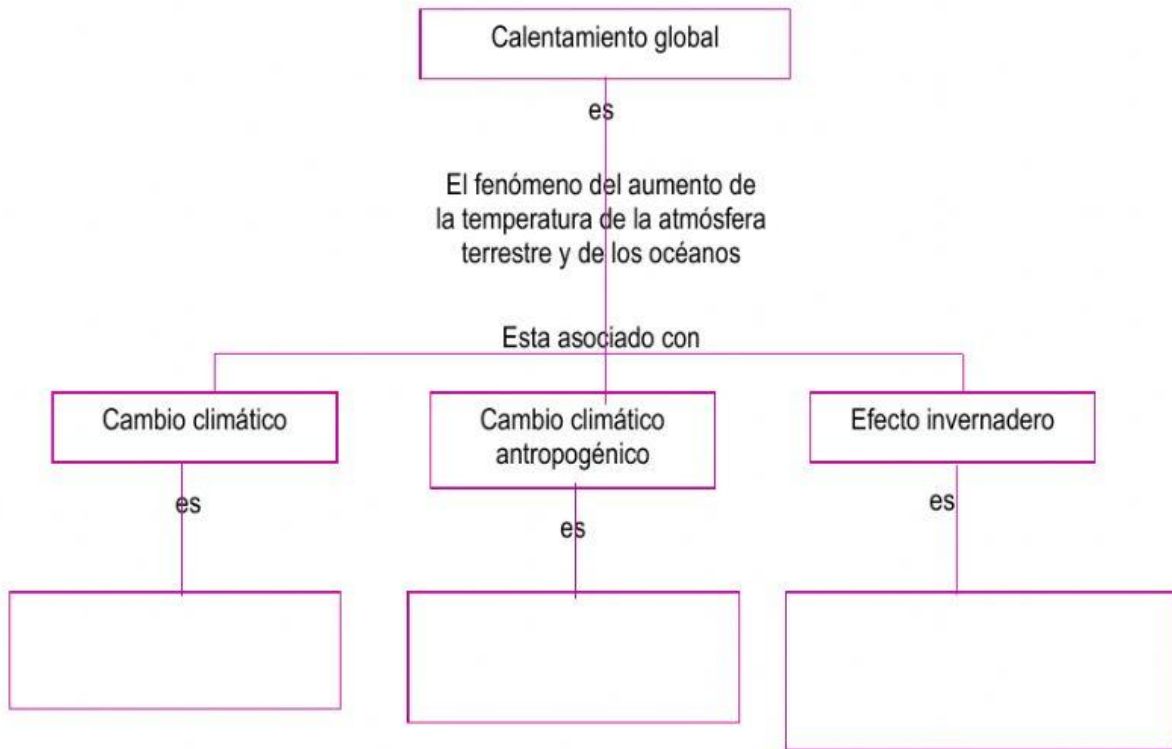 Calentamiento global
es
El fenómeno del aumento de
la temperatura de la atmósfera
terrestre y de los océanos
Esta asociado con
Cambio climático
Cambio climático
antropogénico
Efecto invernadero
es
es
es